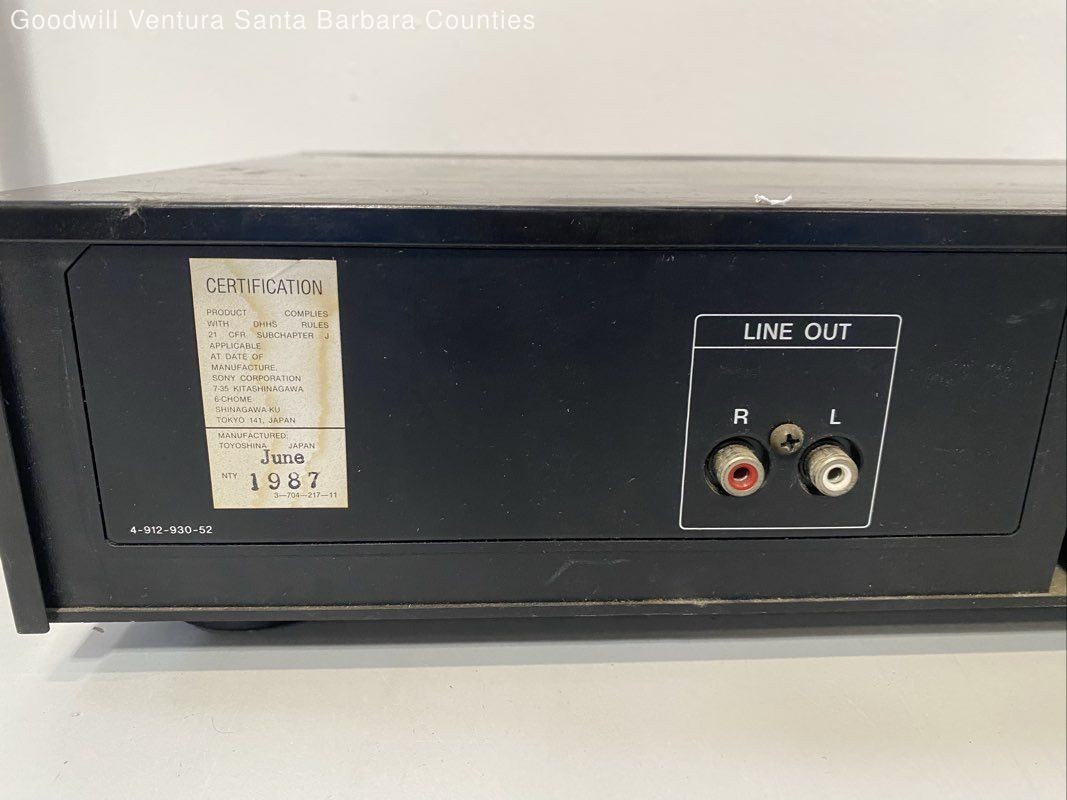 Goodwill Ventura Santa Barbara Counties
CERTIFICATION
PRODUCT COMPLIES
WITH DHHS RULES
21 CFR SUBCHAPTER J
APPLICABLE
AT DATE OF
MANUFACTURE.
SONY CORPORATION
7-35 KITASHINAGAWA
6-CHOME
SHINAGAWA-KU
TOKYO 141, JAPAN
MANUFACTURED:
TOYOSHINA JAPAN
June
NTY 1987
3-704-217-11
4-912-930-52
LINE OUT
R L